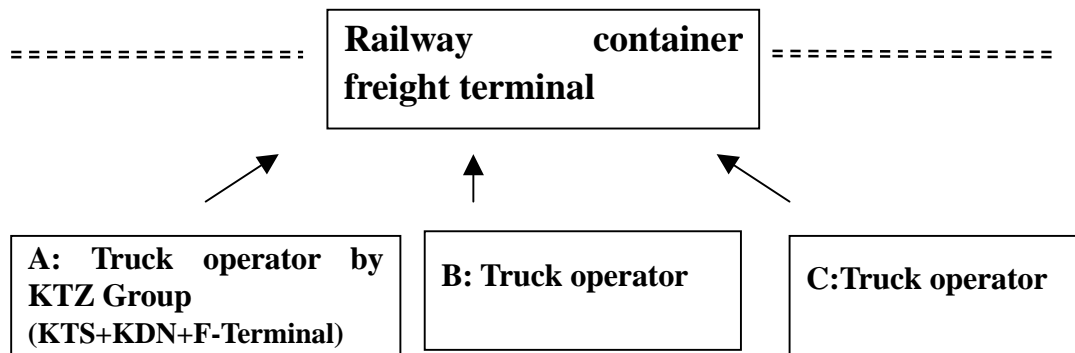 Railway container
freight terminal
A: Truck operator by
KTZ Group
(KTS+KDN+F-Terminal)
B: Truck operator
C:Truck operator